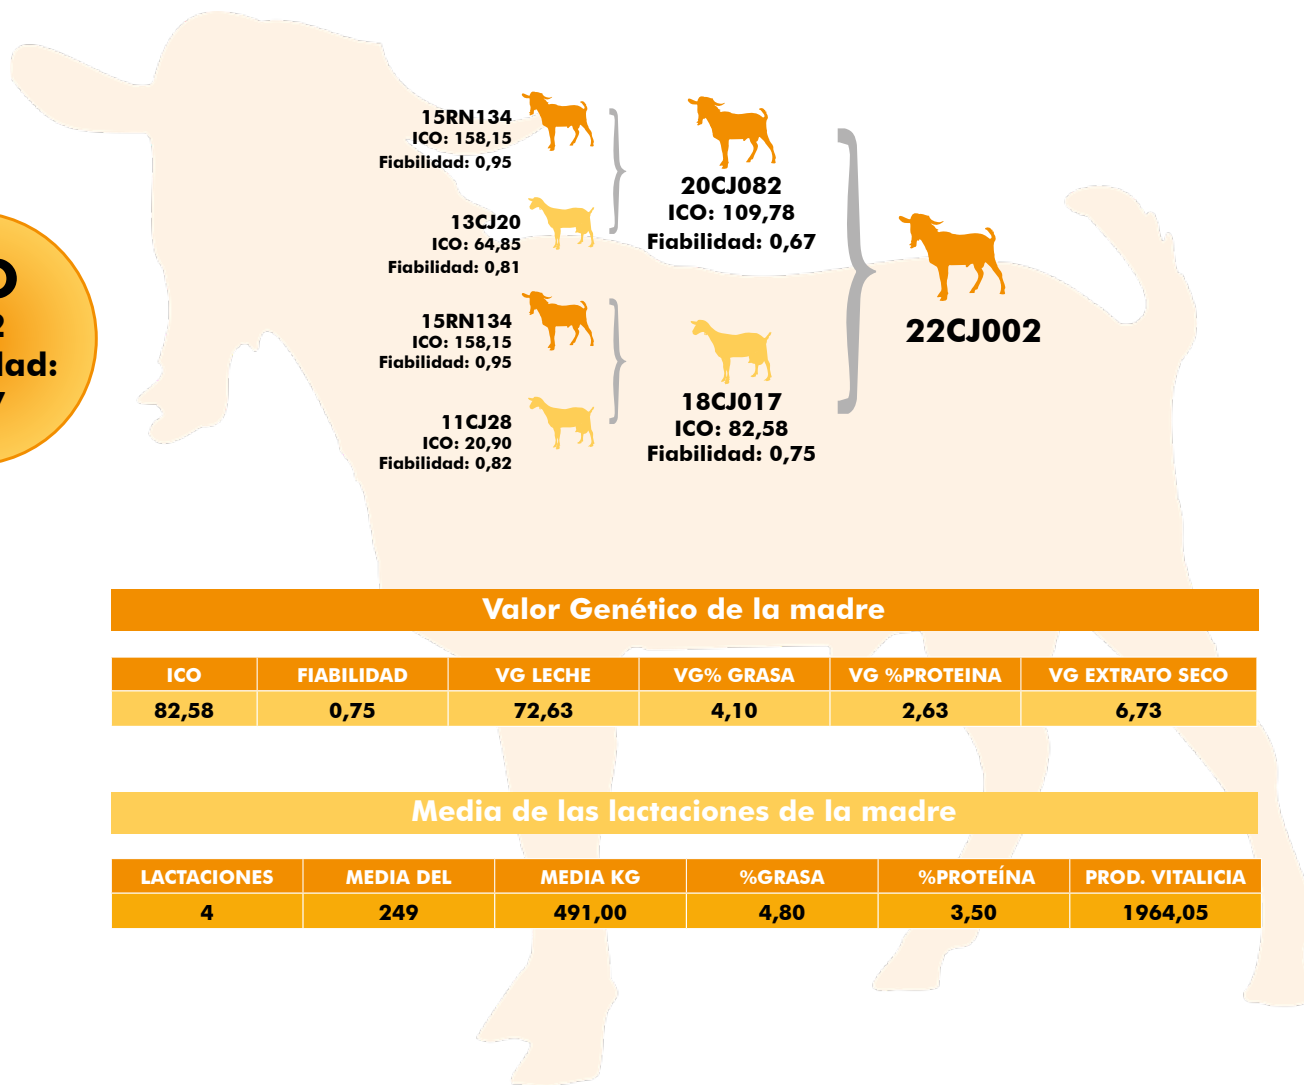 15RN134
ICO: 158,15
Fiabilidad: 0,95
13CJ20
ICO: 64,85
Fiabilidad: 0,81
15RN134
ICO: 158,15
Fiabilidad: 0,95
11CJ28
ICO: 20,90
Fiabilidad: 0,82
20CJ082
ICO: 109,78
Fiabilidad: 0,67
18CJ017
ICO: 82,58
Fiabilidad: 0,75
22CJ002
Valor Genético de la madre
ICO FIABILIDAD VG LECHE VG% GRASA VG %PROTEINA VG EXTRATO SECO
82,58 0,75 72,63 4,10 2,63 6,73
Media de las lactaciones de la madre
LACTACIONES MEDIA DEL MEDIA KG %GRASA %PROTEÍNA PROD. VITALICIA
4 249 491,00 4,80 3,50 1964,05